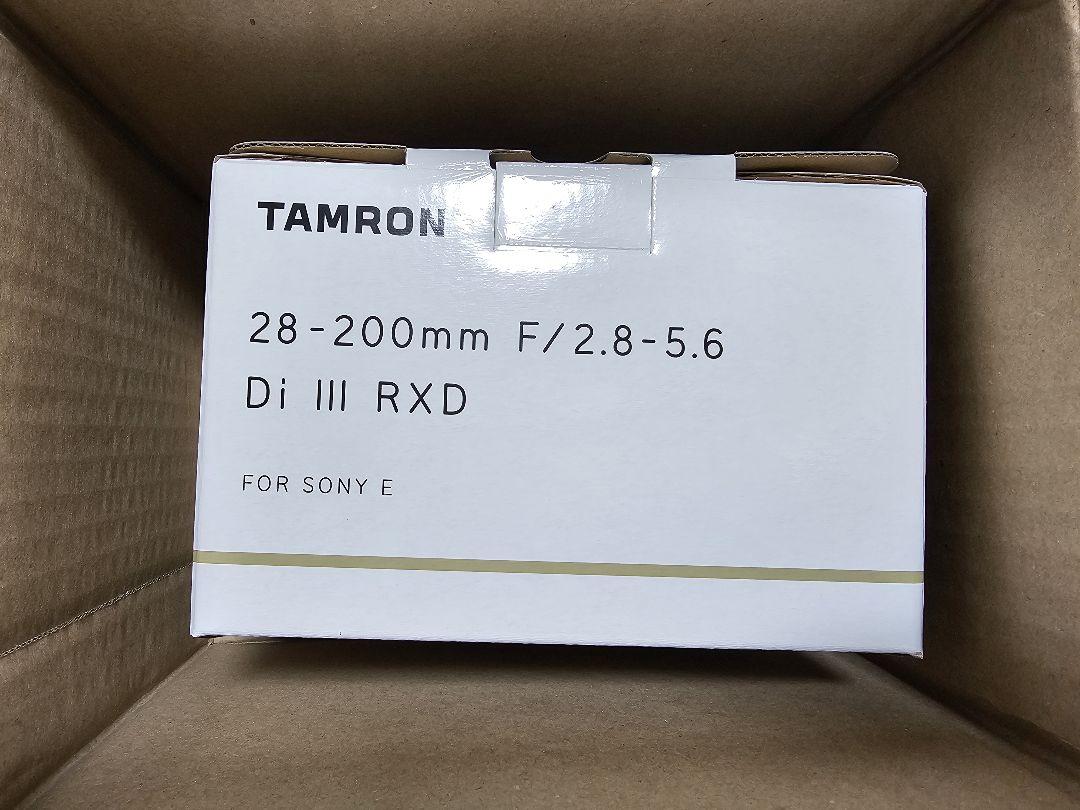 TAMRON
28-200mm F/2.8-5.6
Di III RXD
FOR SONY E